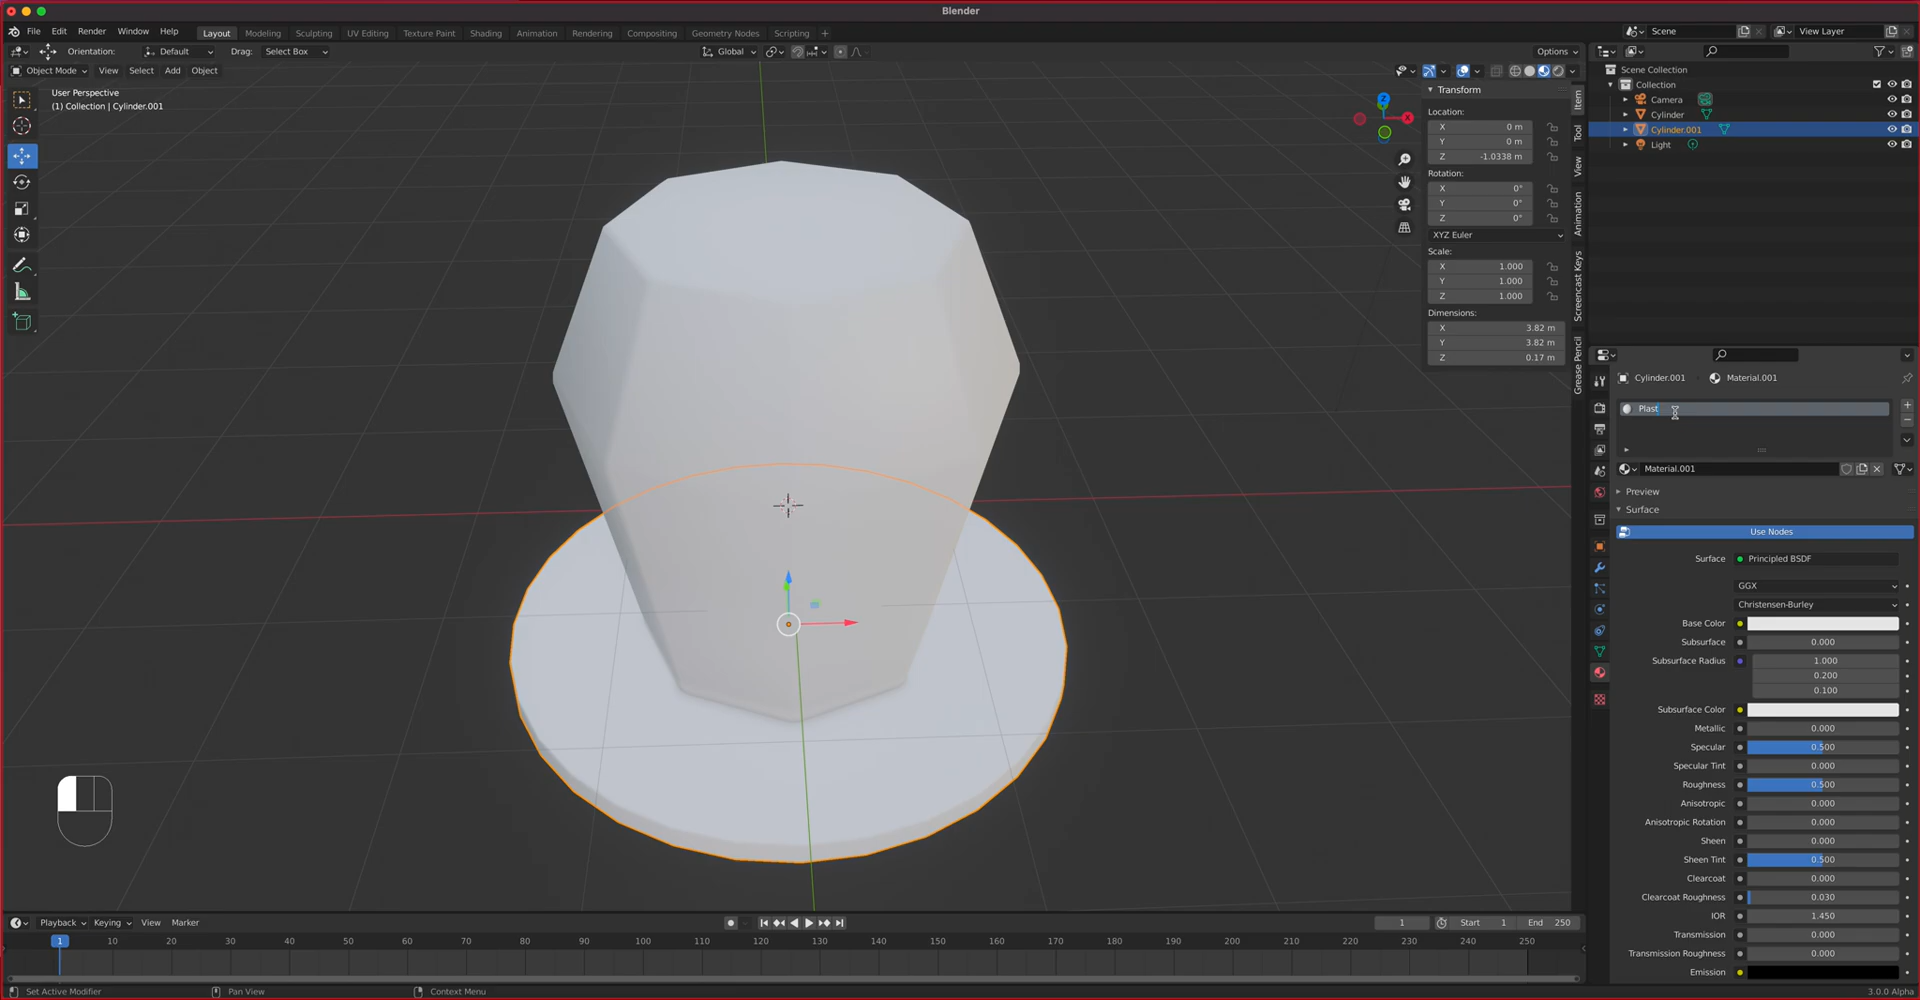 Blender
File Edit Render Window Help Layout Modeling Sculpting UV Editing Texture Paint Shading Animation Rendering Compositing Geometry Nodes Scripting + Scene View Layer
Orientation: Default Drag: Select Box Global Options
Object Mode View Select Add Object
User Perspective
(1) Collection | Cylinder.001
Z
X
Transform
Location:
X 0 m
Y 0 m
Z -1.0338 m
Rotation:
X 0°
Y 0°
Z 0°
XYZ Euler
Scale:
X 1.000
Y 1.000
Z 1.000
Dimensions:
X 3.82 m
Y 3.82 m
Z 0.17 m
Item
Tool
View
Animation
Screencast Keys
Grease Pencil
Scene Collection
Collection
Camera
Cylinder
Cylinder.001
Light
Cylinder.001 Material.001
Plast
Material.001
Preview
Surface
Use Nodes
Surface Principled BSDF
GGX
Christensen-Burley
Base Color
Subsurface 0.000
Subsurface Radius 1.000
0.200
0.100
Subsurface Color
Metallic 0.000
Specular 0.500
Specular Tint 0.000
Roughness 0.500
Anisotropic 0.000
Anisotropic Rotation 0.000
Sheen 0.000
Sheen Tint 0.500
Clearcoat 0.000
Clearcoat Roughness 0.030
IOR 1.450
Transmission 0.000
Transmission Roughness 0.000
Emission
Playback Keying View Marker 1 Start 1 End 250
1 10 20 30 40 50 60 70 80 90 100 110 120 130 140 150 160 170 180 190 200 210 220 230 240 250
Set Active Modifier Pan View Context Menu 3.0.0 Alpha